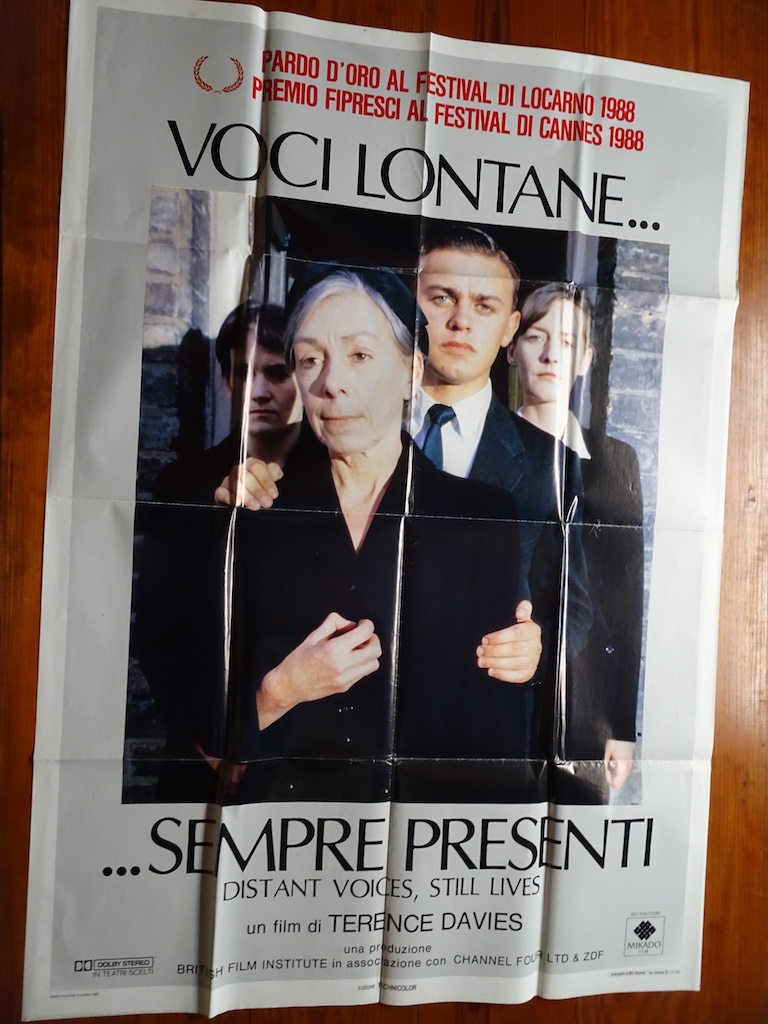 PARDO D'ORO AL FESTIVAL DI LOCARNO 1988
PREMIO FIPRESCI AL FESTIVAL DI CANNES 1988
VOCI LONTANE...
...SEMPRE PRESENTI
DISTANT VOICES, STILL LIVES
un film di TERENCE DAVIES
una produzione
BRITISH FILM INSTITUTE in associazione con CHANNEL FOUR LTD & ZDF
colore TECHNICOLOR
DOLBY STEREO
IN TEATRI SCELTI
DISTRIBUZIONE
MIKADO
FILM